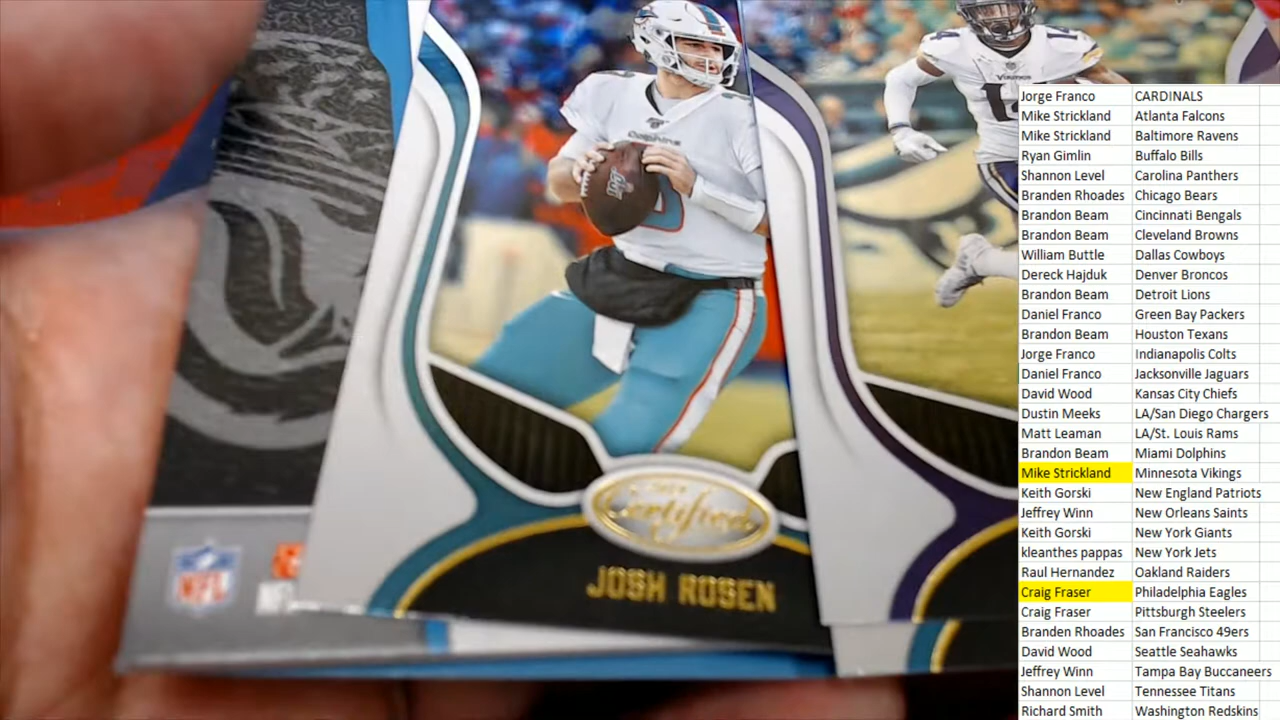 Dolphins
NFL
VIKINGS
Certified
JOSH ROSEN
NFL
Jorge Franco CARDINALS
Mike Strickland Atlanta Falcons
Mike Strickland Baltimore Ravens
Ryan Gimlin Buffalo Bills
Shannon Level Carolina Panthers
Branden Rhoades Chicago Bears
Brandon Beam Cincinnati Bengals
Brandon Beam Cleveland Browns
William Buttle Dallas Cowboys
Dereck Hajduk Denver Broncos
Brandon Beam Detroit Lions
Daniel Franco Green Bay Packers
Brandon Beam Houston Texans
Jorge Franco Indianapolis Colts
Daniel Franco Jacksonville Jaguars
David Wood Kansas City Chiefs
Dustin Meeks LA/San Diego Chargers
Matt Leaman LA/St. Louis Rams
Brandon Beam Miami Dolphins
Mike Strickland Minnesota Vikings
Keith Gorski New England Patriots
Jeffrey Winn New Orleans Saints
Keith Gorski New York Giants
kleanthes pappas New York Jets
Raul Hernandez Oakland Raiders
Craig Fraser Philadelphia Eagles
Craig Fraser Pittsburgh Steelers
Branden Rhoades San Francisco 49ers
David Wood Seattle Seahawks
Jeffrey Winn Tampa Bay Buccaneers
Shannon Level Tennessee Titans
Richard Smith Washington Redskins